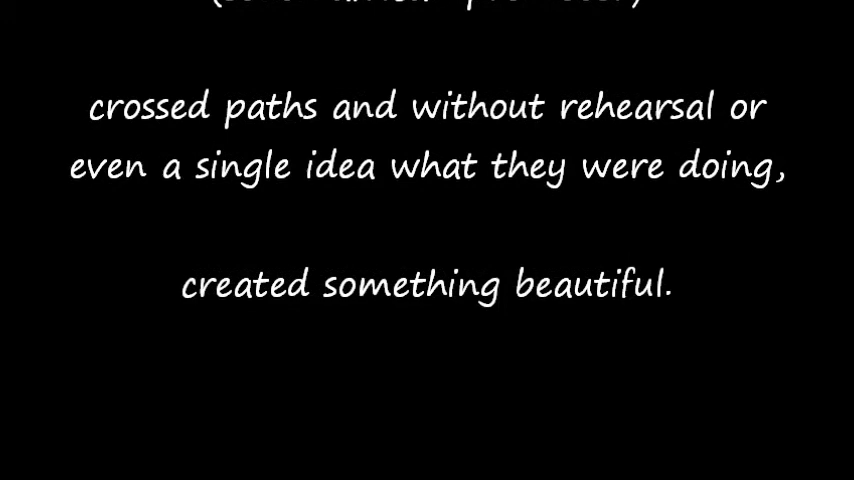 crossed paths and without rehearsal or
even a single idea what they were doing,
created something beautiful.